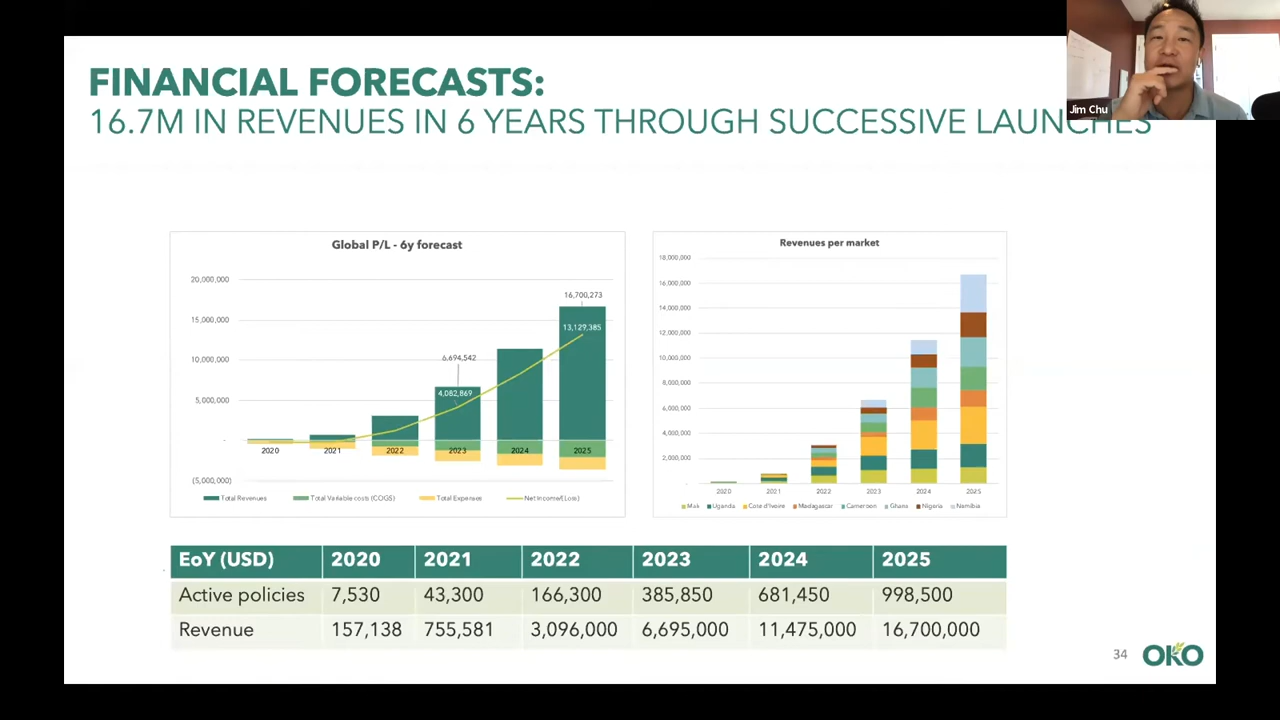 FINANCIAL FORECASTS:
16.7M IN REVENUES IN 6 YEARS THROUGH SUCCESSIVE LAUNCHES
Jim Chu
Global P/L - 6y forecast
20,000,000
15,000,000
10,000,000
5,000,000
-
(5,000,000)
16,700,273
13,129,385
6,694,542
4,082,869
2020 2021 2022 2023 2024 2025
Total Revenues Total Variable costs (COGS) Total Expenses Net Income/(Loss)
Revenues per market
18,000,000
16,000,000
14,000,000
12,000,000
10,000,000
8,000,000
6,000,000
4,000,000
2,000,000
-
2020 2021 2022 2023 2024 2025
Mali Uganda Cote d'Ivoire Madagascar Cameroon Ghana Nigeria Namibia
EoY (USD) 2020 2021 2022 2023 2024 2025
Active policies 7,530 43,300 166,300 385,850 681,450 998,500
Revenue 157,138 755,581 3,096,000 6,695,000 11,475,000 16,700,000
34
OKO